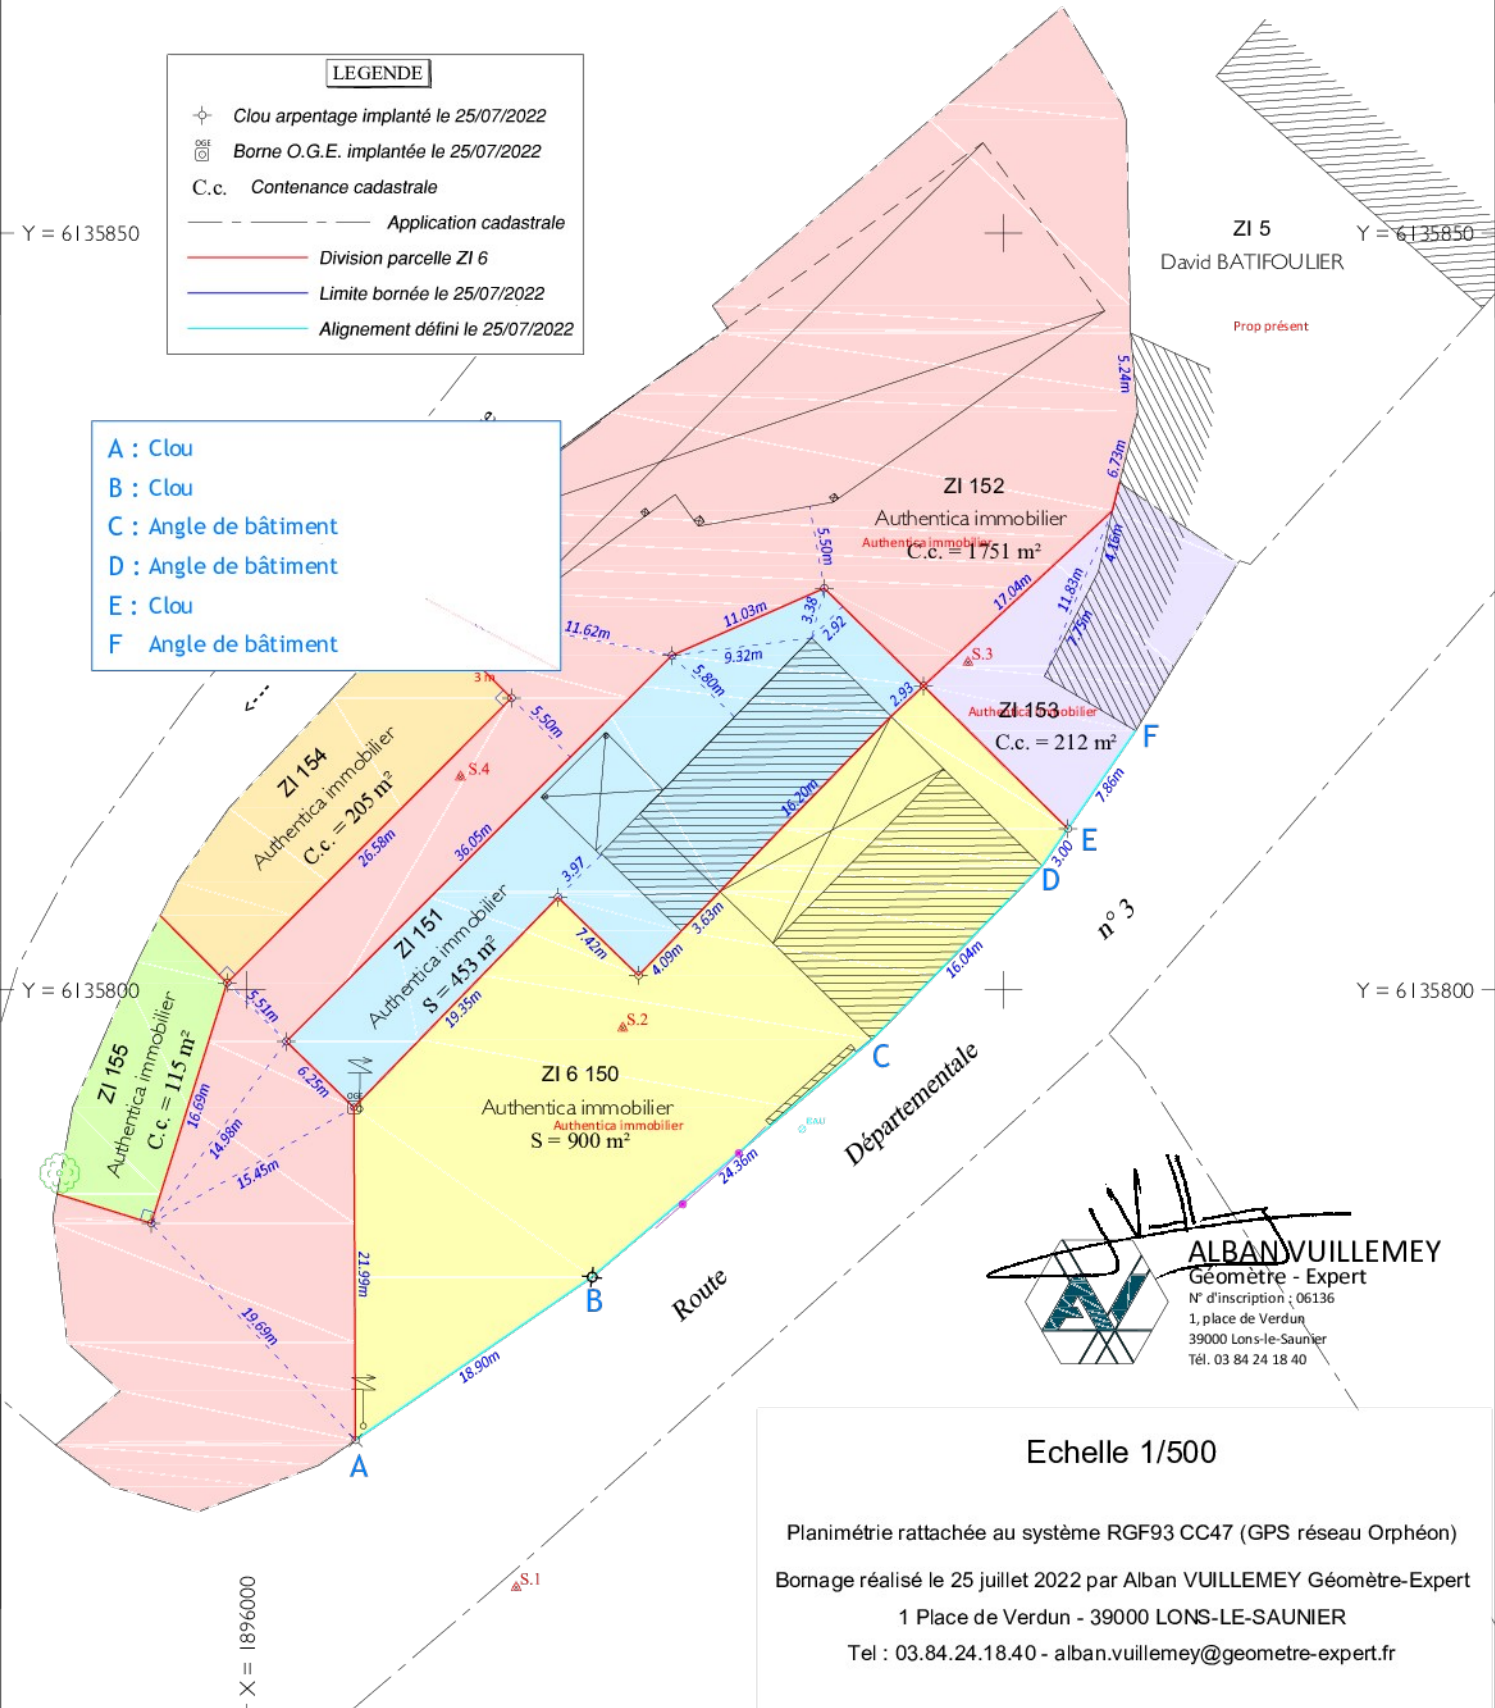 LEGENDE
Clou arpentage implanté le 25/07/2022
OGE
Borne O.G.E. implantée le 25/07/2022
C.c. Contenance cadastrale
Application cadastrale
Division parcelle ZI 6
Limite bornée le 25/07/2022
Alignement défini le 25/07/2022
Y = 6135850
Y = 6135850
ZI 5
David BATIFOULIER
Prop présent
A : Clou
B : Clou
C : Angle de bâtiment
D : Angle de bâtiment
E : Clou
F Angle de bâtiment
5.24m
6.73m
ZI 152
Authentica immobilier
Authentica immobilier
C.c. = 1751 m²
5.50m
4.16m
17.04m
11.83m
7.75m
11.03m
11.62m
3.38
2.92
9.32m
5.80m
S.3
2.93
3 m
5.50m
Authentica immobilier
ZI 153
C.c. = 212 m²
F
7.86m
ZI 154
Authentica immobilier
C.c. = 205 m²
S.4
26.58m
36.05m
16.20m
E
3.00
D
3.97
ZI 151
Authentica immobilier
S = 453 m²
19.35m
7.42m
4.09m
3.63m
16.04m
n° 3
Y = 6135800
Y = 6135800
5.51m
S.2
C
6.25m
OGE
ZI 155
Authentica immobilier
C.c. = 115 m²
16.69m
14.98m
15.45m
ZI 6 150
Authentica immobilier
Authentica immobilier
S = 900 m²
EAU
Départementale
24.36m
21.99m
B
Route
19.69m
18.90m
A
ALBAN VUILLEMEY
Géomètre - Expert
N° d'inscription : 06136
1, place de Verdun
39000 Lons-le-Saunier
Tél. 03 84 24 18 40
AV
Echelle 1/500
Planimétrie rattachée au système RGF93 CC47 (GPS réseau Orphéon)
Bornage réalisé le 25 juillet 2022 par Alban VUILLEMEY Géomètre-Expert
1 Place de Verdun - 39000 LONS-LE-SAUNIER
Tel : 03.84.24.18.40 - alban.vuillemey@geometre-expert.fr
S.1
X = 1896000